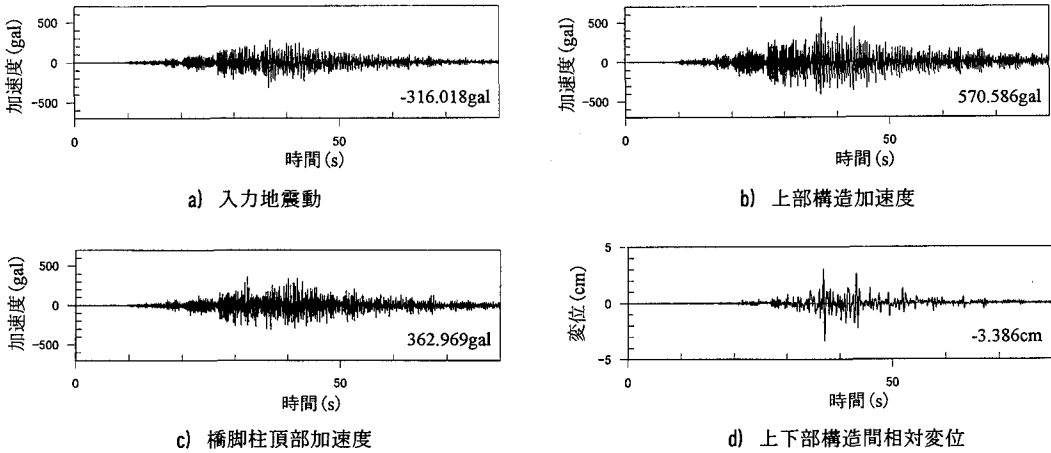 加速度(gal)
500
0
−500
-316.018gal
0
50
時間(s)
a) 入力地震動
加速度(gal)
500
0
−500
570.586gal
0
50
時間(s)
b) 上部構造加速度
加速度(gal)
500
0
−500
362.969gal
0
50
時間(s)
c) 橋脚柱頂部加速度
変位(cm)
5
0
−5
-3.386cm
0
50
時間(s)
d) 上下部構造間相対変位